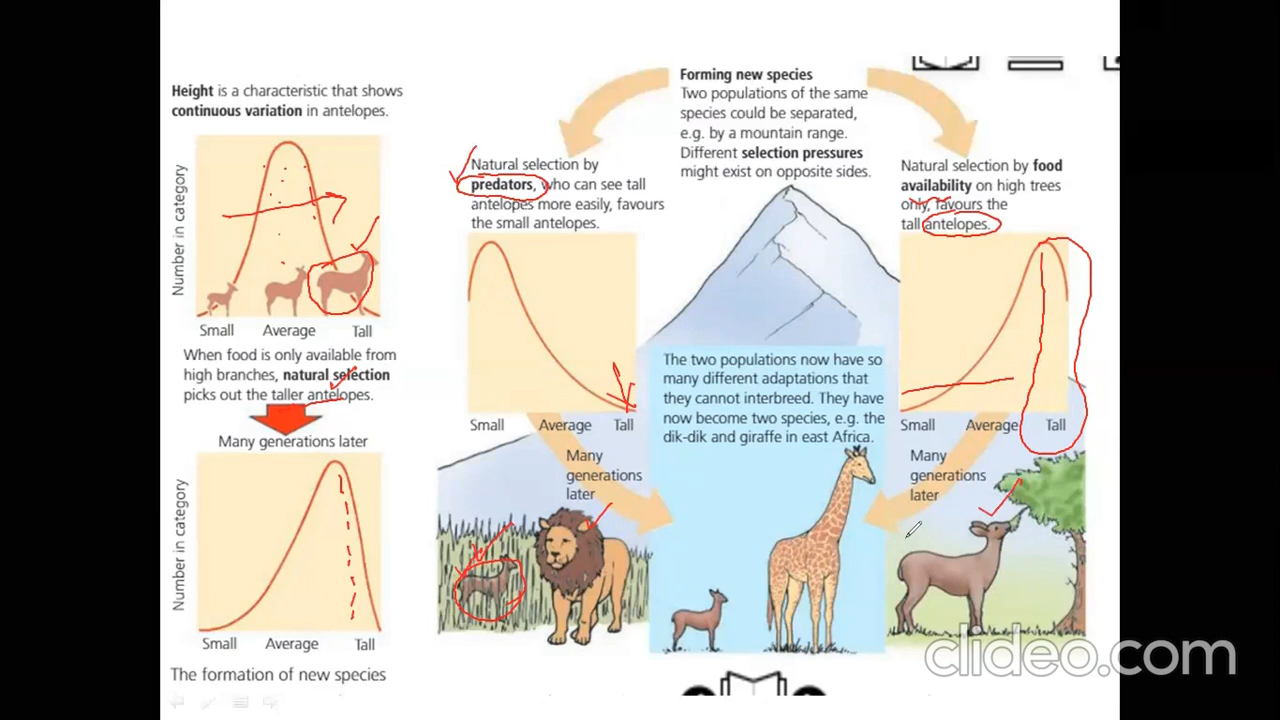 Height is a characteristic that shows
continuous variation in antelopes.
Number in category
Small Average Tall
When food is only available from
high branches, natural selection
picks out the taller antelopes.
Many generations later
Number in category
Small Average Tall
The formation of new species
Forming new species
Two populations of the same
species could be separated,
e.g. by a mountain range.
Different selection pressures
might exist on opposite sides.
Natural selection by
predators, who can see tall
antelopes more easily, favours
the small antelopes.
Small Average Tall
Many
generations
later
Natural selection by food
availability on high trees
only, favours the
tall antelopes.
Small Average Tall
Many
generations
later
The two populations now have so
many different adaptations that
they cannot interbreed. They have
now become two species, e.g. the
dik-dik and giraffe in east Africa.
clideo.com